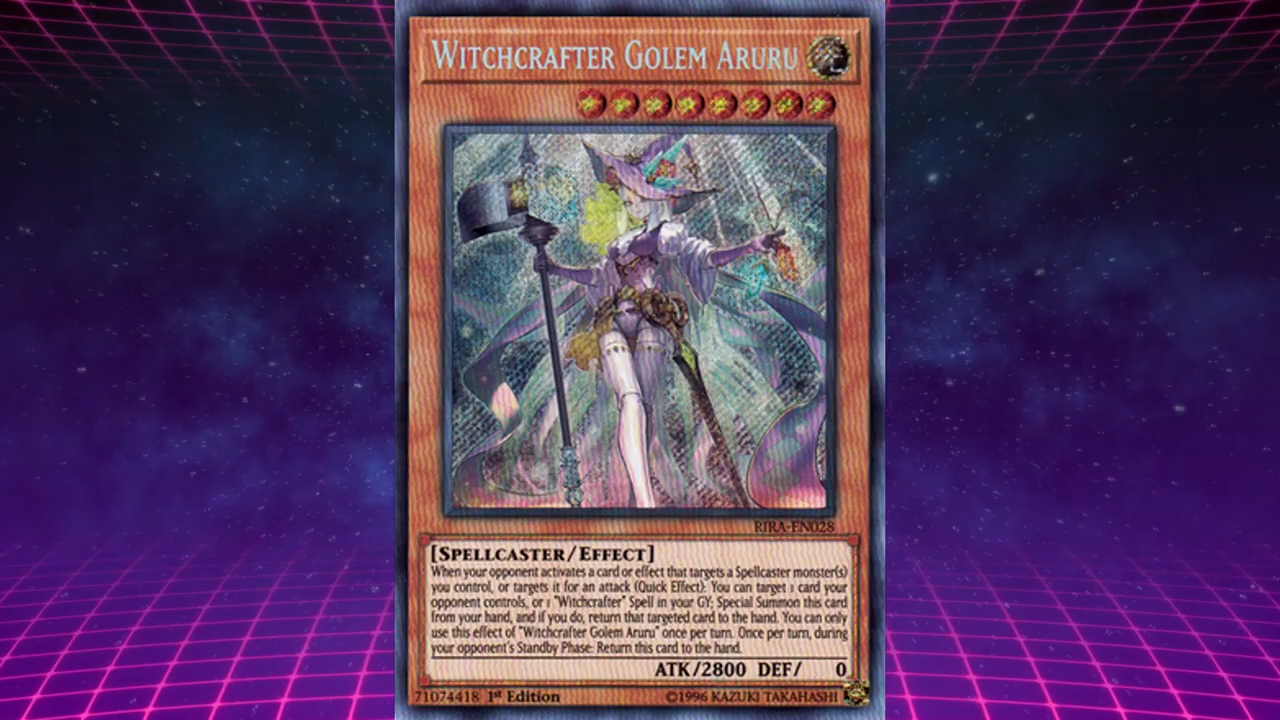 Witchcrafter Golem Aruru
RIRA-EN028
[Spellcaster/Effect]
When your opponent activates a card or effect that targets a Spellcaster monster(s)
you control, or targets it for an attack (Quick Effect): You can target 1 card your
opponent controls, or 1 "Witchcrafter" Spell in your GY; Special Summon this card
from your hand, and if you do, return that targeted card to the hand. You can only
use this effect of "Witchcrafter Golem Aruru" once per turn. Once per turn, during
your opponent's Standby Phase: Return this card to the hand.
ATK/2800 DEF/ 0
71074418 1st Edition ©1996 KAZUKI TAKAHASHI